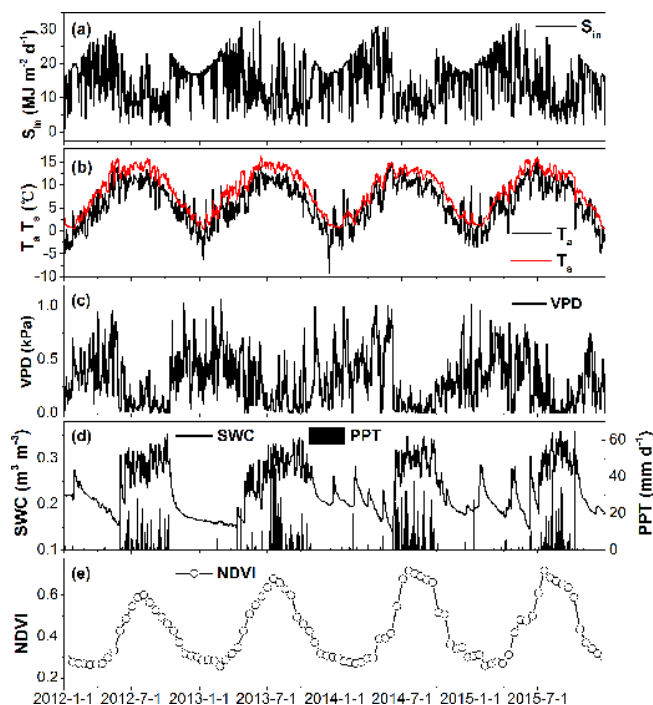 (a)
S_in
S_in (MJ m⁻² d⁻¹)
30
20
10
0
(b)
T_a T_s (℃)
15
10
5
0
-5
-10
T_a
T_s
(c)
VPD
VPD (kPa)
1.0
0.5
0.0
(d)
SWC
PPT
SWC (m³ m⁻³)
0.3
0.2
0.1
60
40
20
0
PPT (mm d⁻¹)
(e)
NDVI
NDVI
0.6
0.4
0.2
2012-1-1 2012-7-1 2013-1-1 2013-7-1 2014-1-1 2014-7-1 2015-1-1 2015-7-1